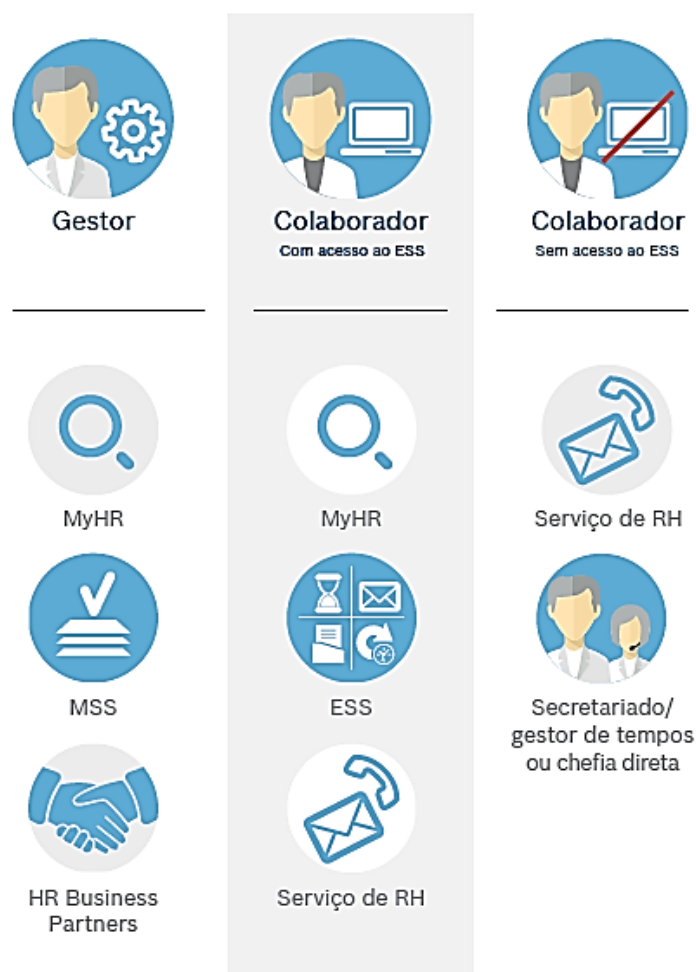 Gestor
Colaborador
Com acesso ao ESS
Colaborador
Sem acesso ao ESS
MyHR
MyHR
Serviço de RH
MSS
ESS
Secretariado/
gestor de tempos
ou chefia direta
HR Business
Partners
Serviço de RH